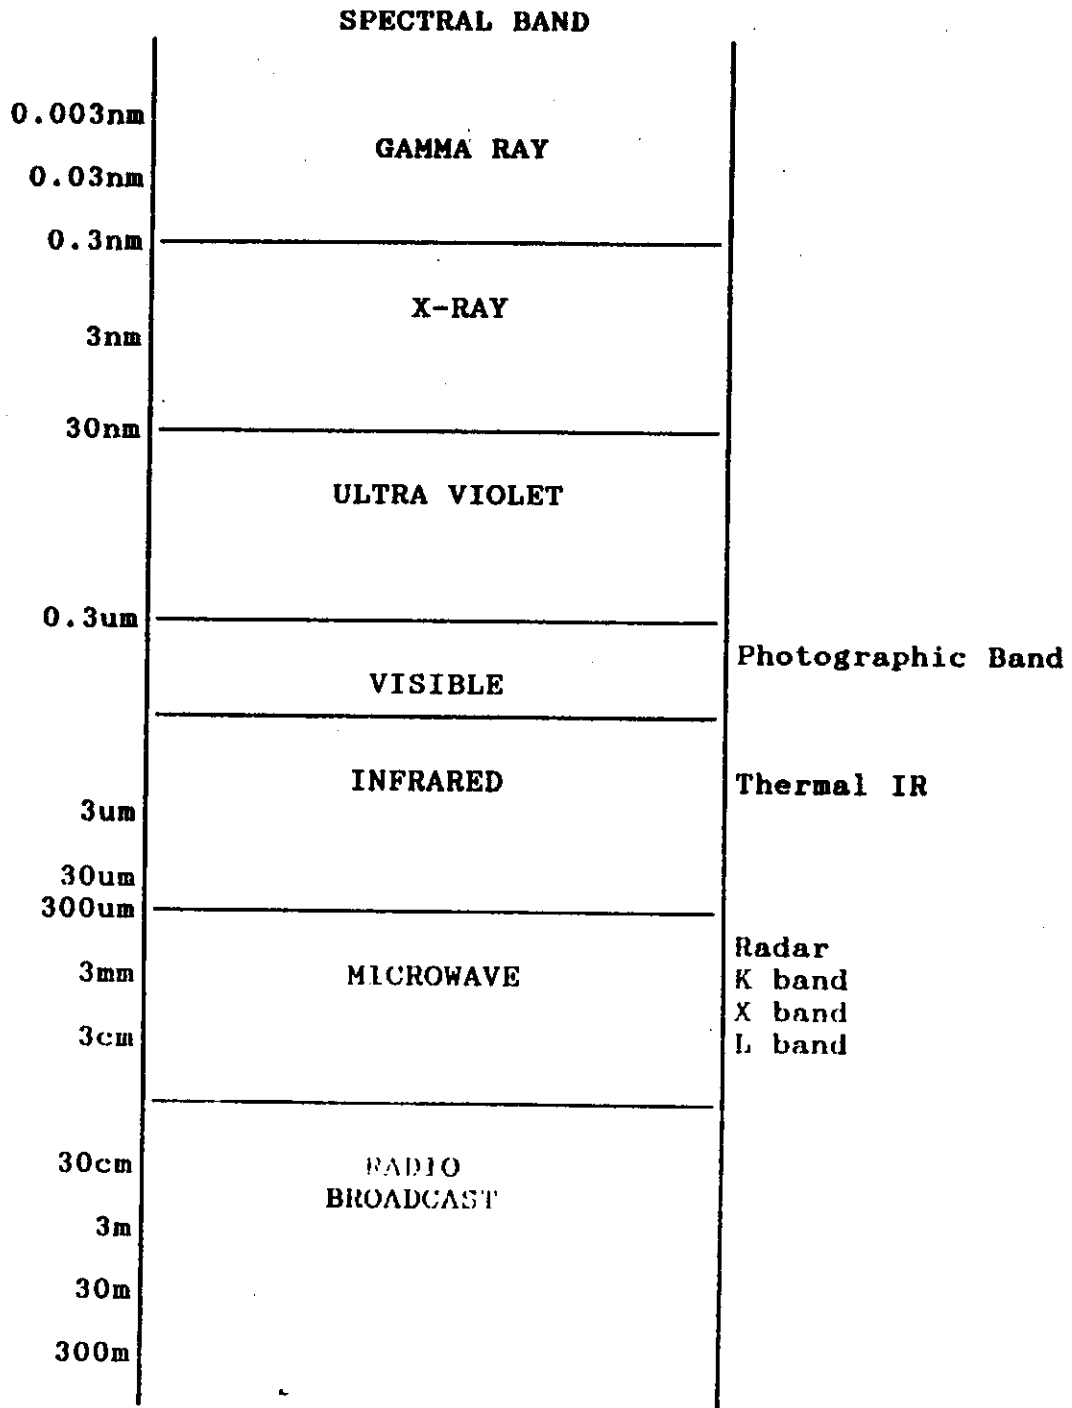 SPECTRAL BAND
0.003nm
GAMMA RAY
0.03nm
0.3nm
X-RAY
3nm
30nm
ULTRA VIOLET
0.3um
Photographic Band
VISIBLE
INFRARED
Thermal IR
3um
30um
300um
Radar
3mm
MICROWAVE
K band
X band
3cm
L band
30cm
RADIO
BROADCAST
3m
30m
300m